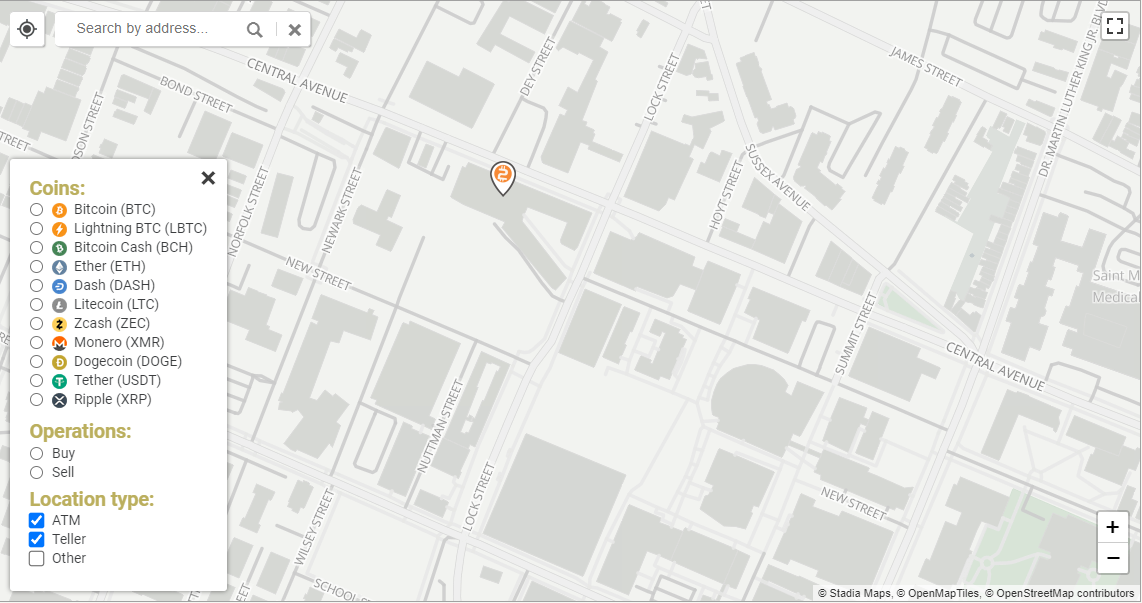 Search by address...
CENTRAL AVENUE
BOND STREET
DEY STREET
LOCK STREET
JAMES STREET
DR. MARTIN LUTHER KING JR. BLVD
STREET
SUSSEX AVENUE
HOYT STREET
NORFOLK STREET
NEWARK STREET
NEW STREET
Saint M
Medical
SUMMIT STREET
CENTRAL AVENUE
NUTTMAN STREET
LOCK STREET
NEW STREET
WILSEY STREET
SCHOOL S
Coins:
Bitcoin (BTC)
Lightning BTC (LBTC)
Bitcoin Cash (BCH)
Ether (ETH)
Dash (DASH)
Litecoin (LTC)
Zcash (ZEC)
Monero (XMR)
Dogecoin (DOGE)
Tether (USDT)
Ripple (XRP)
Operations:
Buy
Sell
Location type:
ATM
Teller
Other
+
−
© Stadia Maps, © OpenMapTiles, © OpenStreetMap contributors